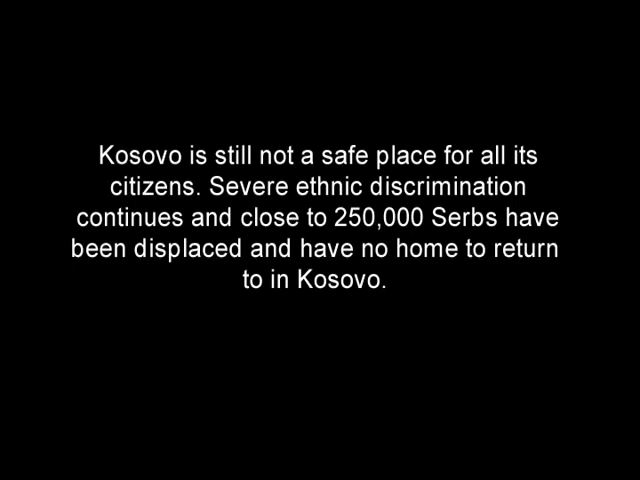 Kosovo is still not a safe place for all its
citizens. Severe ethnic discrimination
continues and close to 250,000 Serbs have
been displaced and have no home to return
to in Kosovo.